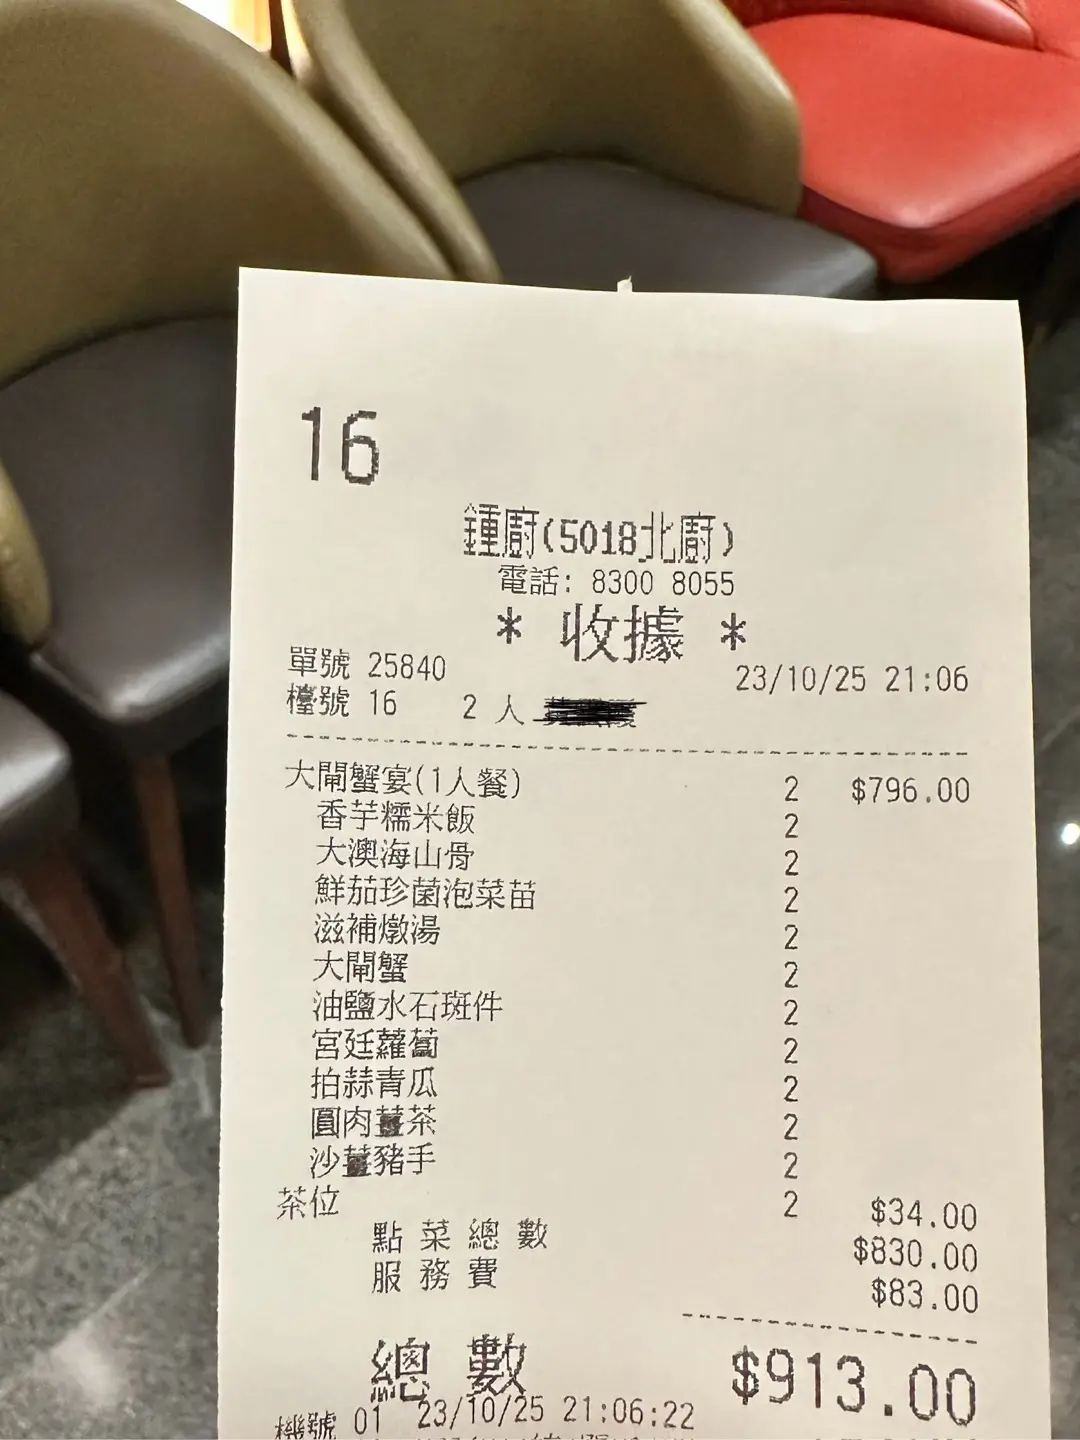 16
鍾廚(5018北廚)
電話: 8300 8055
* 收據 *
單號 25840 23/10/25 21:06
檯號 16 2 人
大閘蟹宴(1人餐) 2 $796.00
香芋糯米飯 2
大澳海山骨 2
鮮茄珍菌泡菜苗 2
滋補燉湯 2
大閘蟹 2
油鹽水石斑件 2
宮廷蘿蔔 2
拍蒜青瓜 2
圓肉薑茶 2
沙薑豬手 2
茶位 2 $34.00
點菜總數 $830.00
服務費 $83.00
總數 $913.00
機號 01 23/10/25 21:06:22